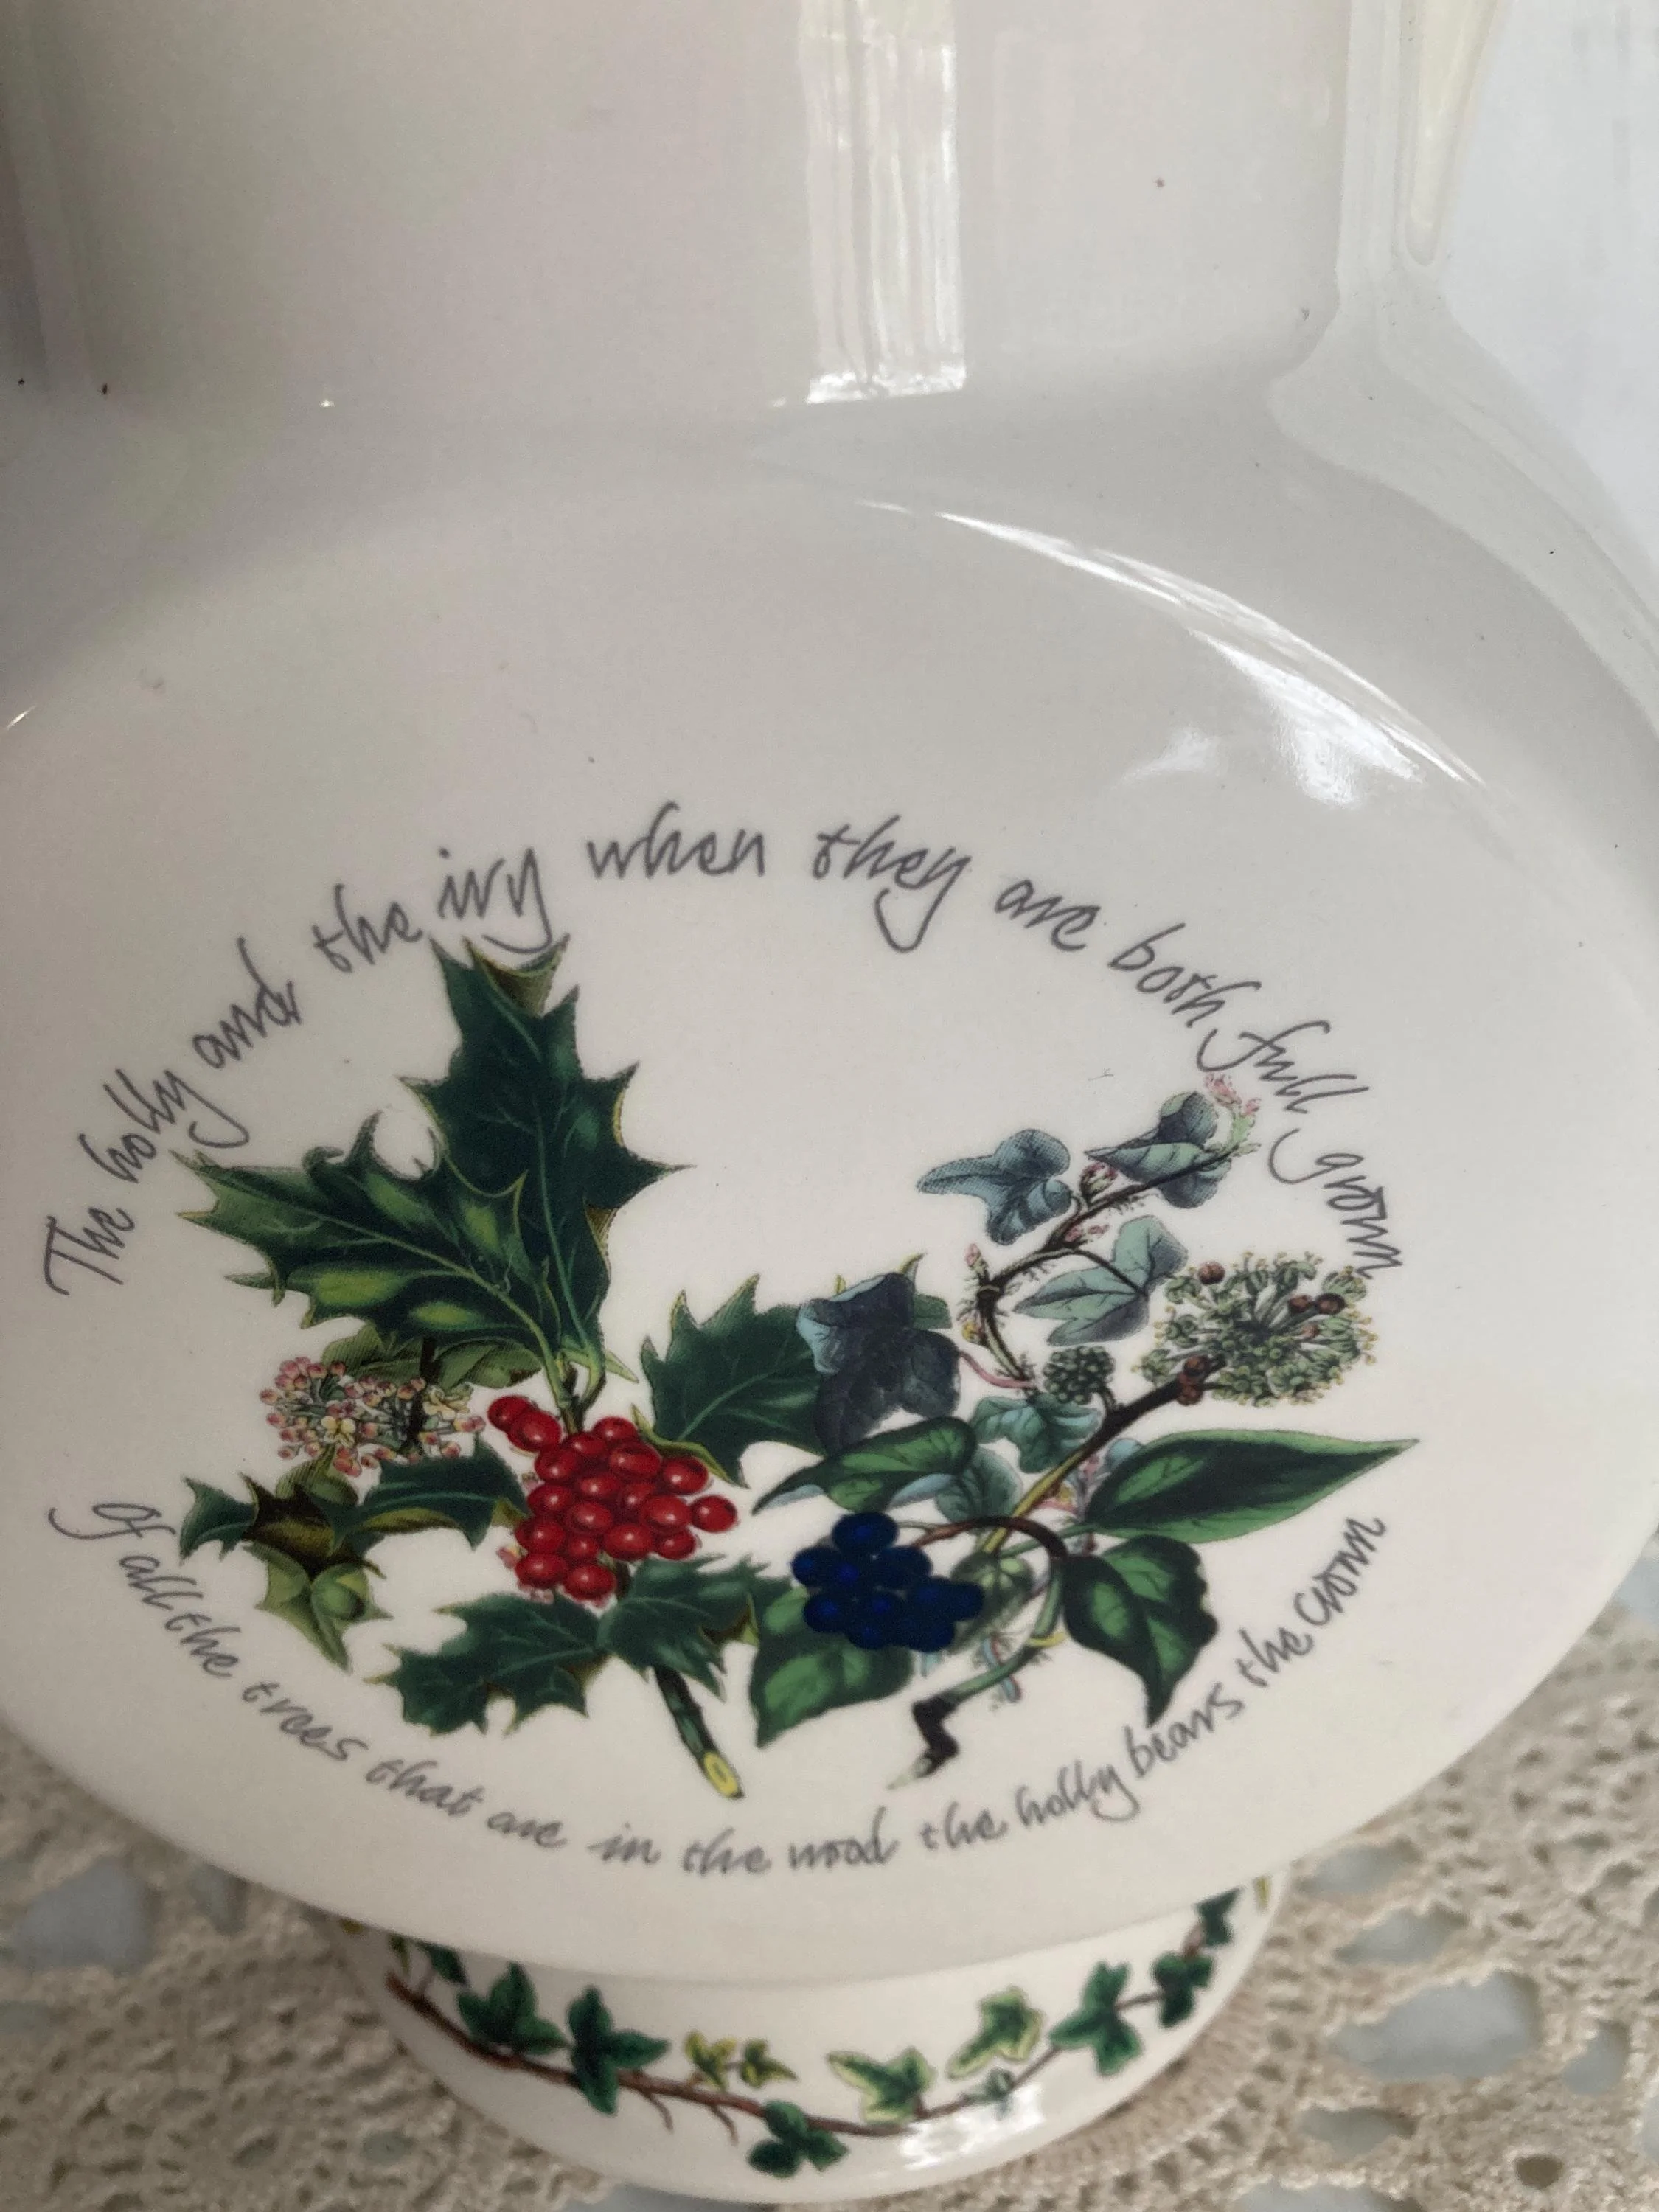 The holly and the ivy when they are both full grown
Of all the trees that are in the wood the holly bears the crown